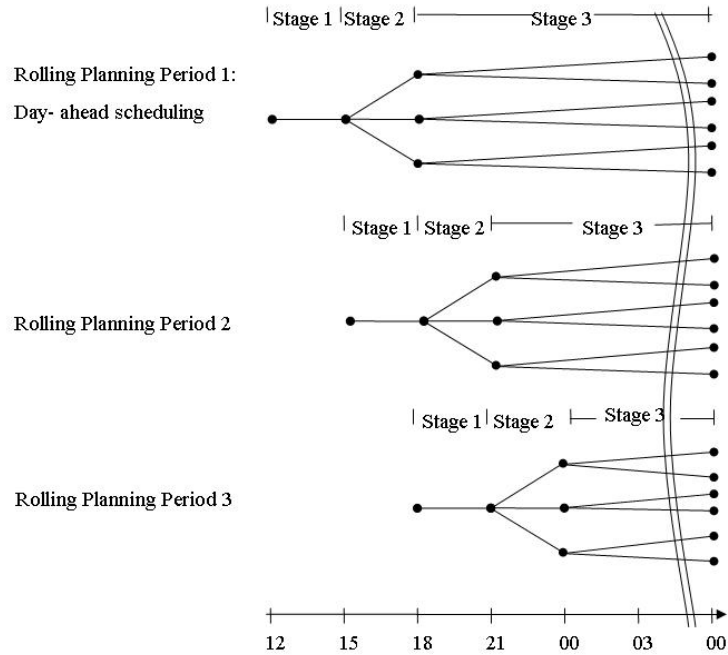 Stage 1 Stage 2 Stage 3
Rolling Planning Period 1:
Day- ahead scheduling
Stage 1 Stage 2 Stage 3
Rolling Planning Period 2
Stage 1 Stage 2 Stage 3
Rolling Planning Period 3
12 15 18 21 00 03 00